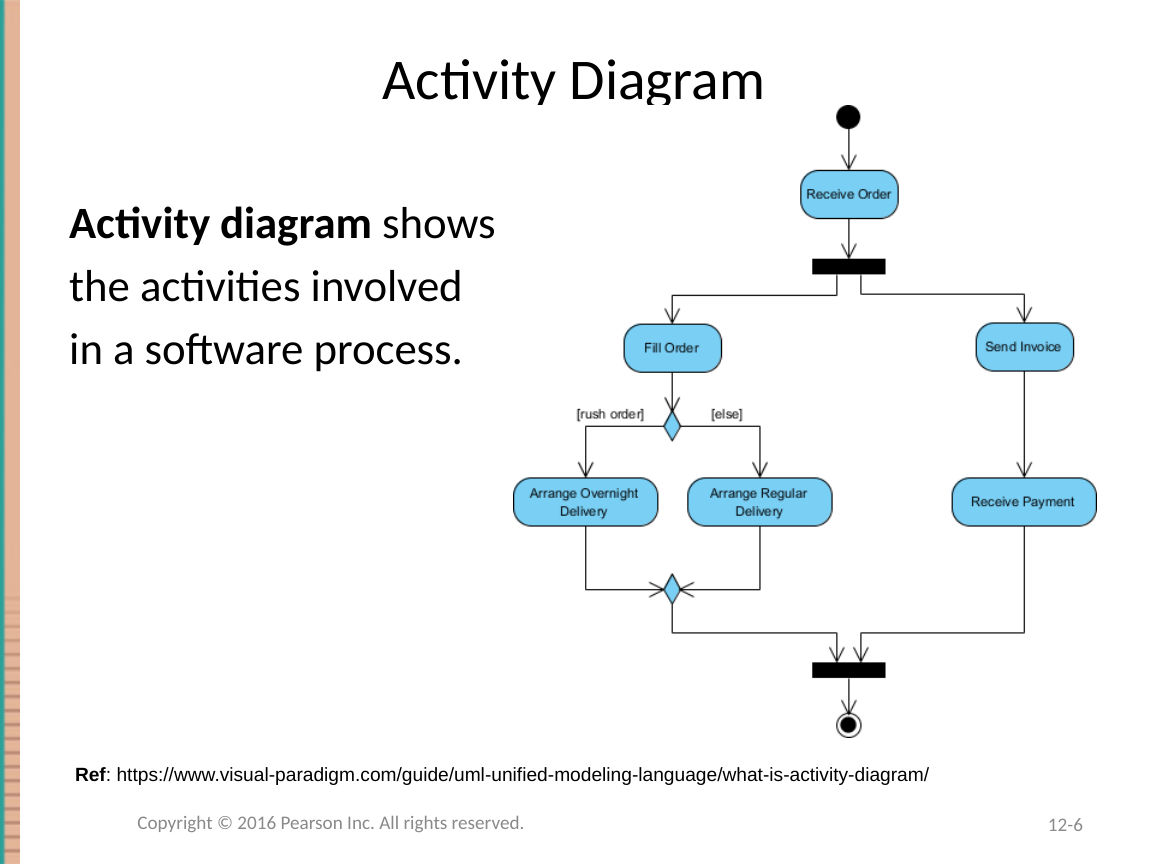 Activity Diagram
Activity diagram shows
the activities involved
in a software process.
Receive Order
Fill Order
Send Invoice
[rush order]
[else]
Arrange Overnight
Delivery
Arrange Regular
Delivery
Receive Payment
Ref: https://www.visual-paradigm.com/guide/uml-unified-modeling-language/what-is-activity-diagram/
Copyright © 2016 Pearson Inc. All rights reserved.
12-6